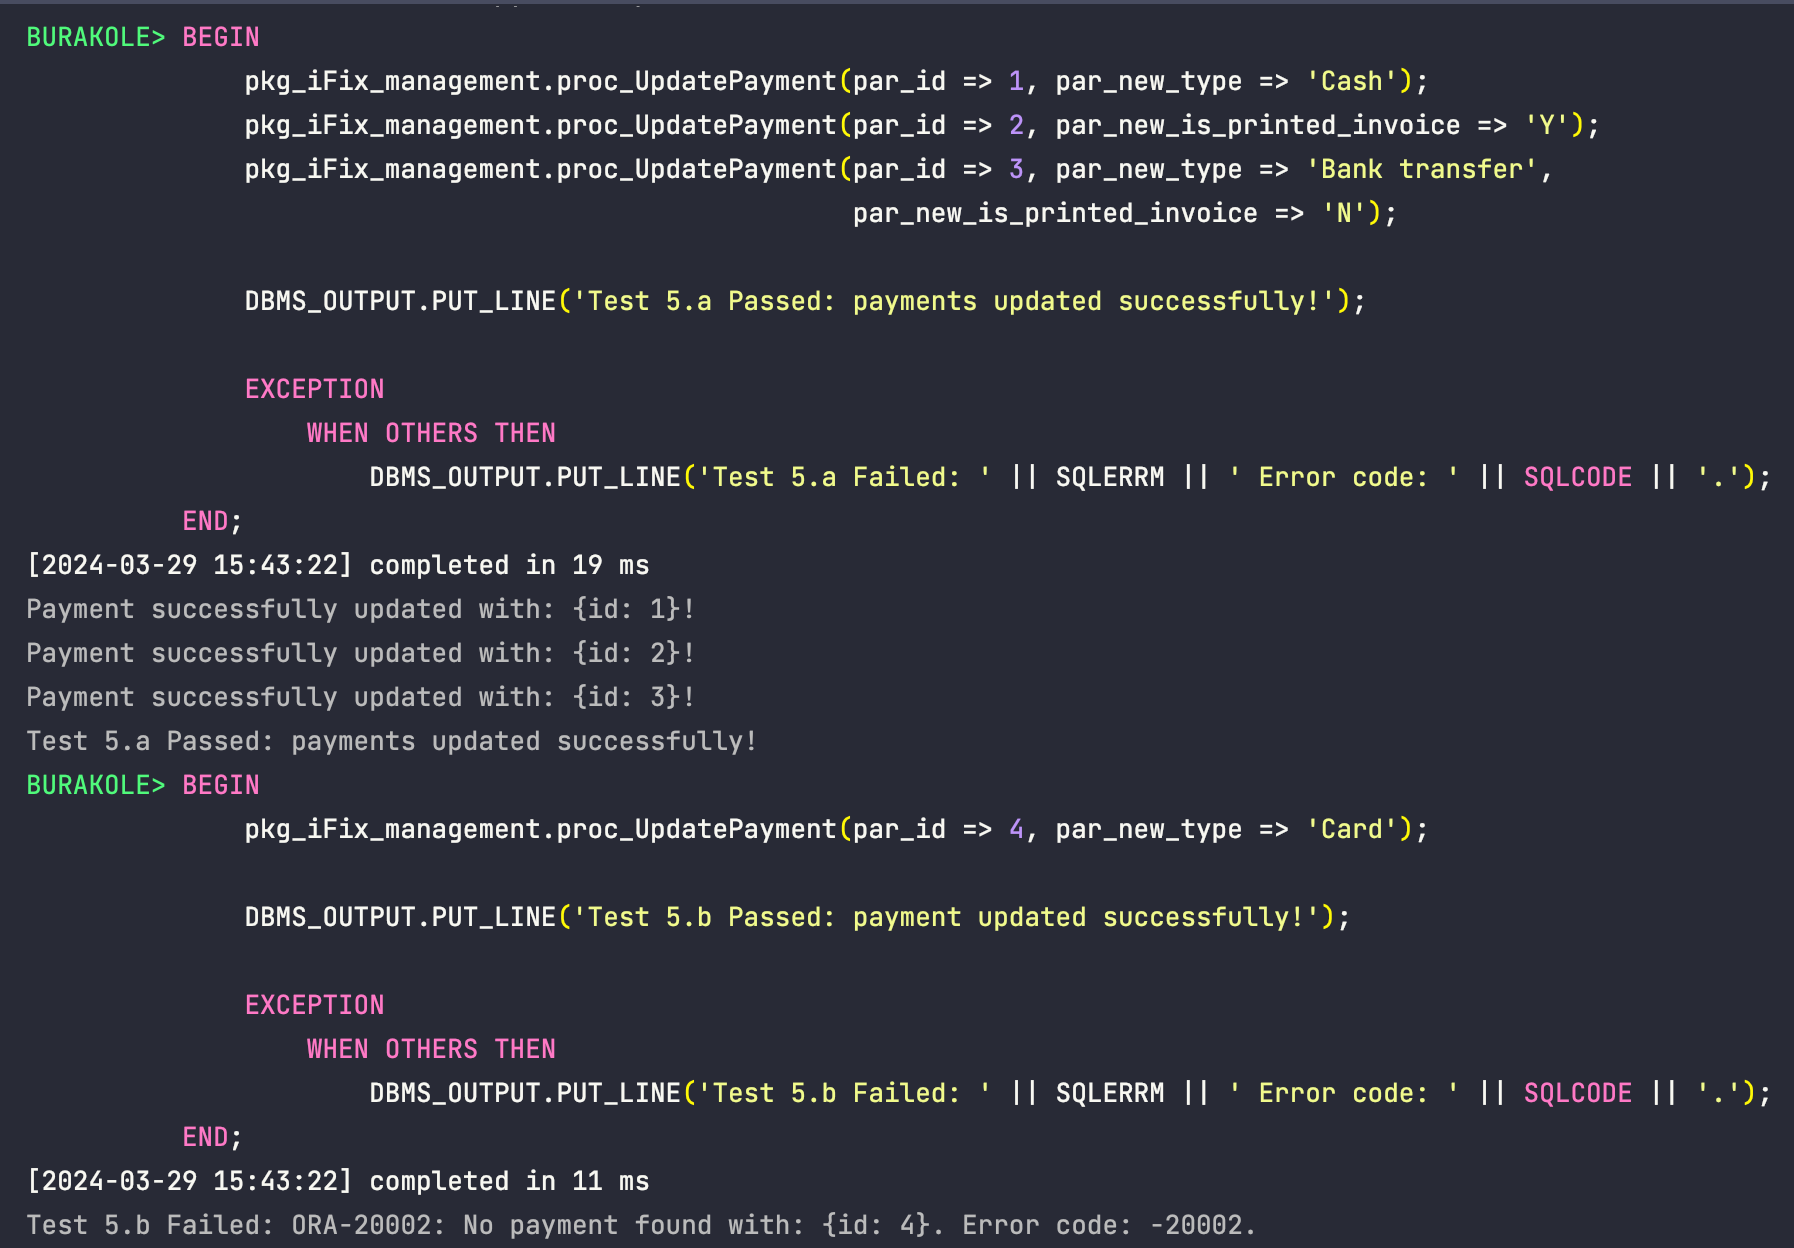 BURAKOLE> BEGIN
pkg_iFix_management.proc_UpdatePayment(par_id => 1, par_new_type => 'Cash');
pkg_iFix_management.proc_UpdatePayment(par_id => 2, par_new_is_printed_invoice => 'Y');
pkg_iFix_management.proc_UpdatePayment(par_id => 3, par_new_type => 'Bank transfer',
par_new_is_printed_invoice => 'N');
DBMS_OUTPUT.PUT_LINE('Test 5.a Passed: payments updated successfully!');
EXCEPTION
WHEN OTHERS THEN
DBMS_OUTPUT.PUT_LINE('Test 5.a Failed: ' || SQLERRM || ' Error code: ' || SQLCODE || '.');
END;
[2024-03-29 15:43:22] completed in 19 ms
Payment successfully updated with: {id: 1}!
Payment successfully updated with: {id: 2}!
Payment successfully updated with: {id: 3}!
Test 5.a Passed: payments updated successfully!
BURAKOLE> BEGIN
pkg_iFix_management.proc_UpdatePayment(par_id => 4, par_new_type => 'Card');
DBMS_OUTPUT.PUT_LINE('Test 5.b Passed: payment updated successfully!');
EXCEPTION
WHEN OTHERS THEN
DBMS_OUTPUT.PUT_LINE('Test 5.b Failed: ' || SQLERRM || ' Error code: ' || SQLCODE || '.');
END;
[2024-03-29 15:43:22] completed in 11 ms
Test 5.b Failed: ORA-20002: No payment found with: {id: 4}. Error code: -20002.